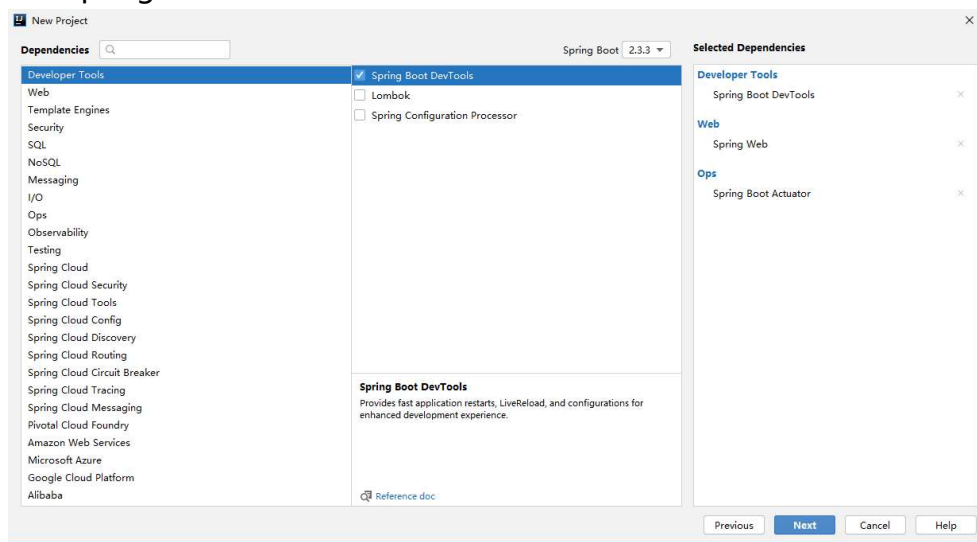 New Project
Dependencies
Spring Boot 2.3.3
Selected Dependencies
Developer Tools
Web
Template Engines
Security
SQL
NoSQL
Messaging
I/O
Ops
Observability
Testing
Spring Cloud
Spring Cloud Security
Spring Cloud Tools
Spring Cloud Config
Spring Cloud Discovery
Spring Cloud Routing
Spring Cloud Circuit Breaker
Spring Cloud Tracing
Spring Cloud Messaging
Pivotal Cloud Foundry
Amazon Web Services
Microsoft Azure
Google Cloud Platform
Alibaba
Spring Boot DevTools
Lombok
Spring Configuration Processor
Spring Boot DevTools
Provides fast application restarts, LiveReload, and configurations for
enhanced development experience.
Reference doc
Developer Tools
Spring Boot DevTools
Web
Spring Web
Ops
Spring Boot Actuator
Previous
Next
Cancel
Help